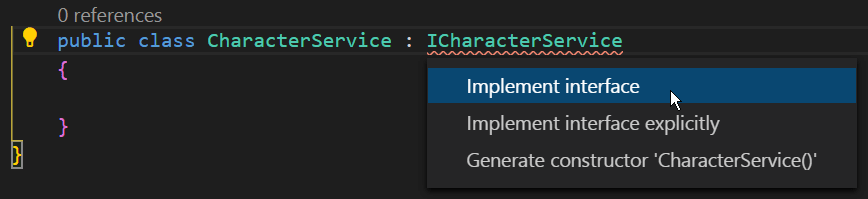 0 references
public class CharacterService : ICharacterService
{
Implement interface
Implement interface explicitly
}
Generate constructor 'CharacterService()'
}